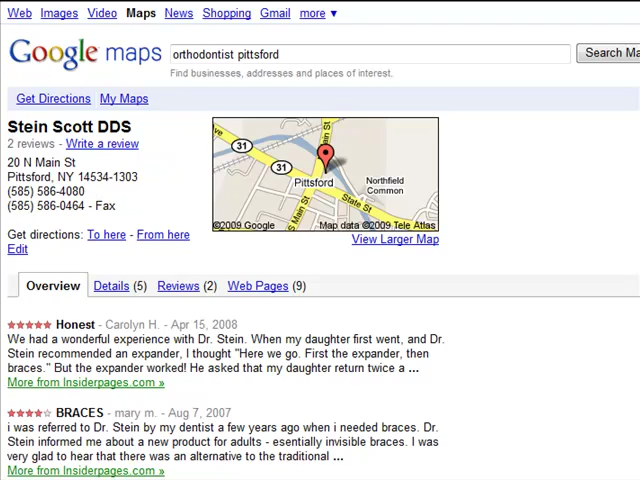 Web Images Video Maps News Shopping Gmail more ▼
Google maps orthodontist pittsford Search Ma
Find businesses, addresses and places of interest.
Get Directions My Maps
Stein Scott DDS
2 reviews - Write a review
20 N Main St
Pittsford, NY 14534-1303
(585) 586-4080
(585) 586-0464 - Fax
Get directions: To here - From here
Edit
31
31
Pittsford
Northfield
Common
State St
S Main St
©2009 Google Map data ©2009 Tele Atlas
View Larger Map
Overview Details (5) Reviews (2) Web Pages (9)
Honest - Carolyn H. - Apr 15, 2008
We had a wonderful experience with Dr. Stein. When my daughter first went, and Dr.
Stein recommended an expander, I thought "Here we go. First the expander, then
braces." But the expander worked! He asked that my daughter return twice a ...
More from Insiderpages.com »
BRACES - mary m. - Aug 7, 2007
i was referred to Dr. Stein by my dentist a few years ago when i needed braces. Dr.
Stein informed me about a new product for adults - esentially invisible braces. I was
very glad to hear that there was an alternative to the traditional ...
More from Insiderpages.com »